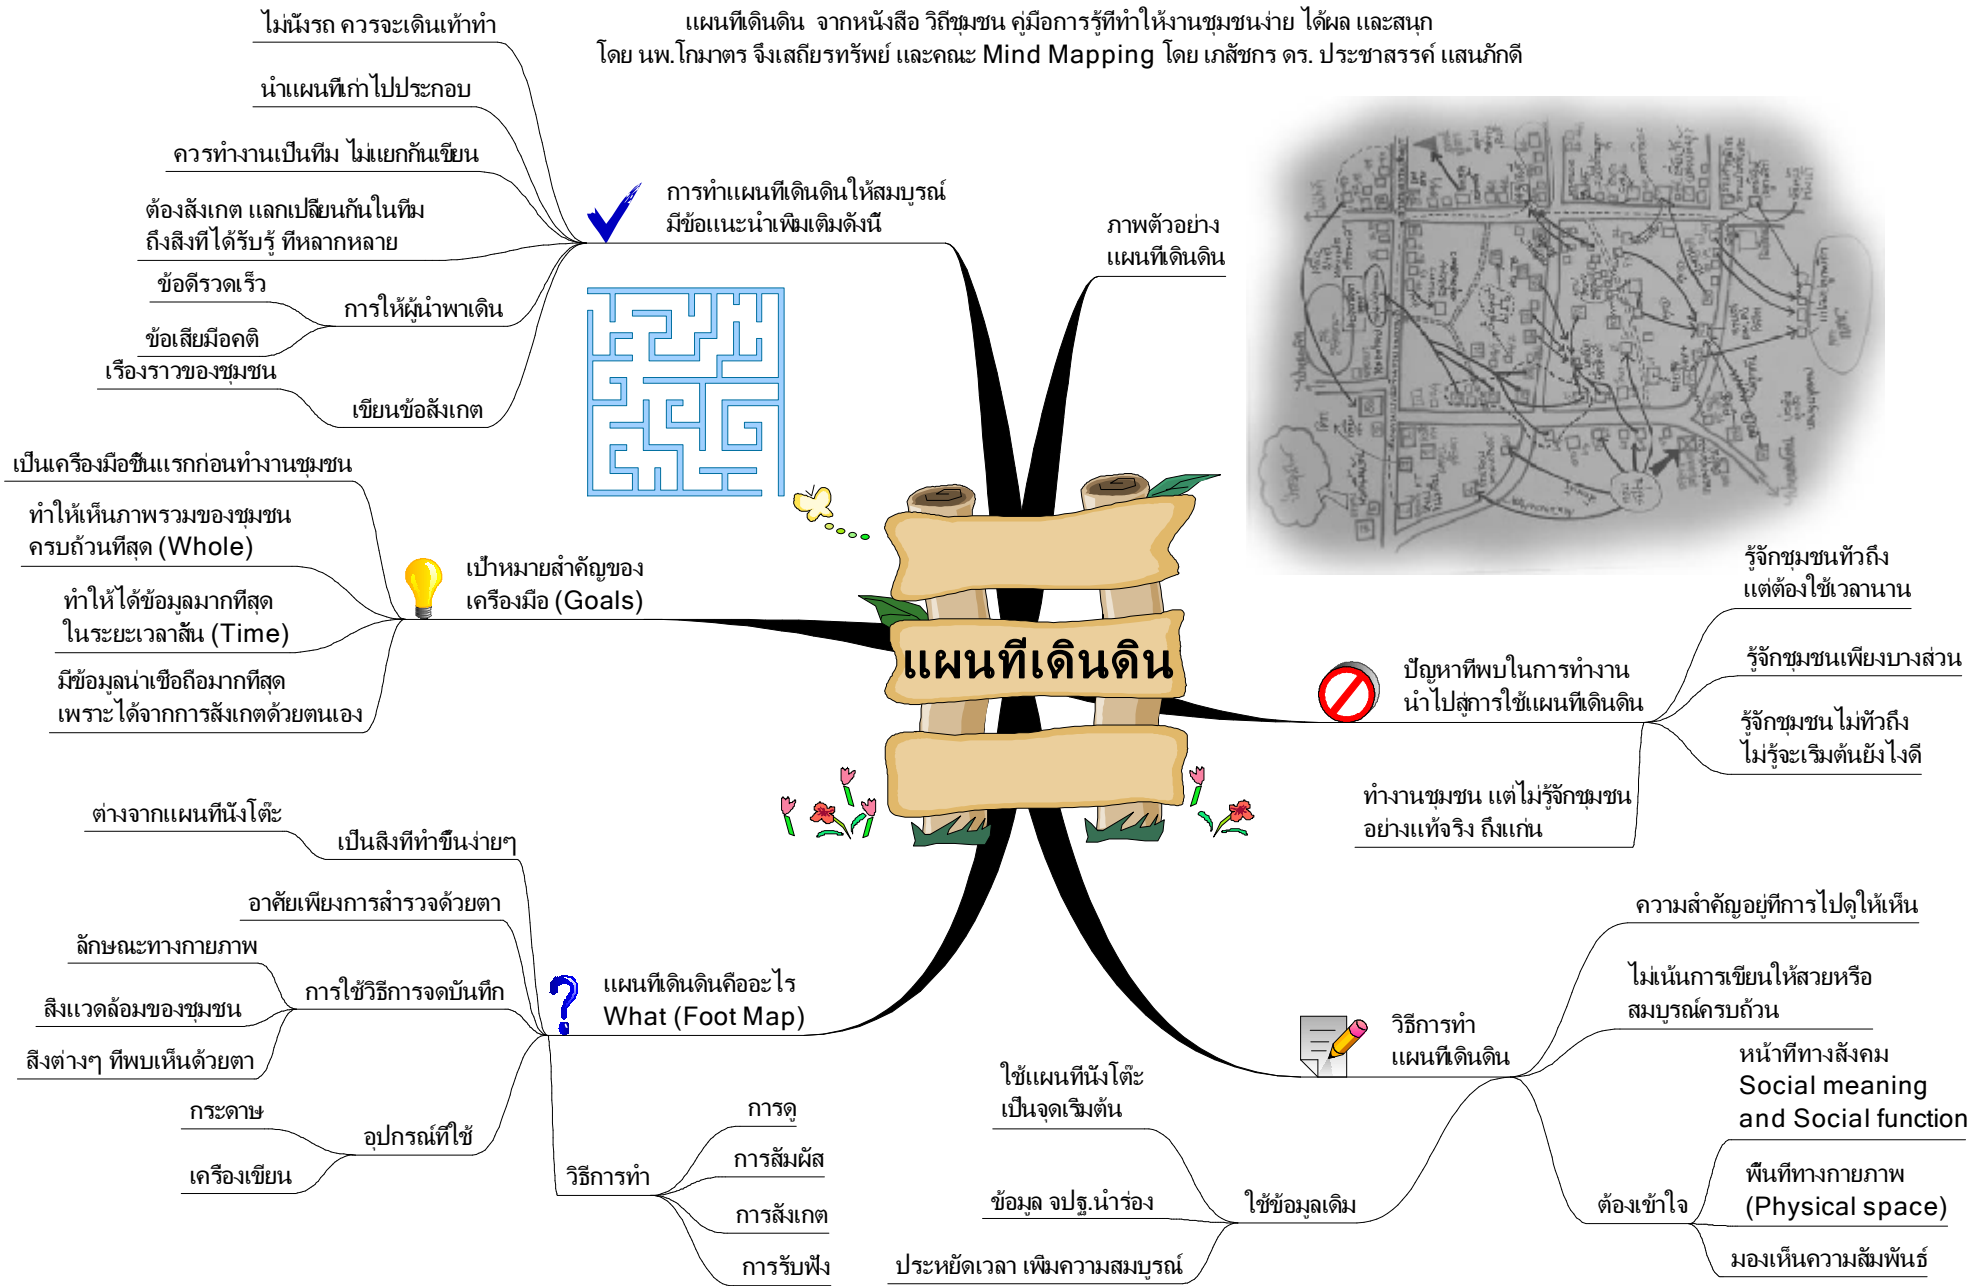 แผนที่เดินดิน จากหนังสือ วิถีชุมชน คู่มือการรู้ที่ทำให้งานชุมชนง่าย ได้ผล และสนุก
โดย นพ.โกมาตร จึงเสถียรทรัพย์ และคณะ Mind Mapping โดย เภสัชกร ดร. ประชาสรรค์ แสนภักดี
ไม่นั่งรถ ควรจะเดินเท้าทำ
นำแผนที่เก่าไปประกอบ
ควรทำงานเป็นทีม ไม่แยกกันเขียน
ต้องสังเกต แลกเปลี่ยนกันในทีม
ถึงสิ่งที่ได้รับรู้ ที่หลากหลาย
ข้อดีรวดเร็ว
การให้ผู้นำพาเดิน
ข้อเสียมีอคติ
เรื่องราวของชุมชน
เขียนข้อสังเกต
การทำแผนที่เดินดินให้สมบูรณ์
มีข้อแนะนำเพิ่มเติมดังนี้
ภาพตัวอย่าง
แผนที่เดินดิน
เป็นเครื่องมือชิ้นแรกก่อนทำงานชุมชน
ทำให้เห็นภาพรวมของชุมชน
ครบถ้วนที่สุด (Whole)
ทำให้ได้ข้อมูลมากที่สุด
ในระยะเวลาสั้น (Time)
มีข้อมูลน่าเชื่อถือมากที่สุด
เพราะได้จากการสังเกตด้วยตนเอง
เป้าหมายสำคัญของ
เครื่องมือ (Goals)
แผนที่เดินดิน
ปัญหาที่พบในการทำงาน
นำไปสู่การใช้แผนที่เดินดิน
รู้จักชุมชนทั่วถึง
แต่ต้องใช้เวลานาน
รู้จักชุมชนเพียงบางส่วน
รู้จักชุมชนไม่ทั่วถึง
ไม่รู้จะเริ่มต้นยังไงดี
ทำงานชุมชน แต่ไม่รู้จักชุมชน
อย่างแท้จริง ถึงแก่น
ต่างจากแผนที่นั่งโต๊ะ
เป็นสิ่งที่ทำขึ้นง่ายๆ
อาศัยเพียงการสำรวจด้วยตา
ลักษณะทางกายภาพ
การใช้วิธีการจดบันทึก
สิ่งแวดล้อมของชุมชน
สิ่งต่างๆ ที่พบเห็นด้วยตา
กระดาษ
อุปกรณ์ที่ใช้
เครื่องเขียน
แผนที่เดินดินคืออะไร
What (Foot Map)
วิธีการทำ
การดู
การสัมผัส
การสังเกต
การรับฟัง
วิธีการทำ
แผนที่เดินดิน
ความสำคัญอยู่ที่การไปดูให้เห็น
ไม่เน้นการเขียนให้สวยหรือ
สมบูรณ์ครบถ้วน
หน้าที่ทางสังคม
Social meaning
and Social function
พื้นที่ทางกายภาพ
(Physical space)
ต้องเข้าใจ
มองเห็นความสัมพันธ์
ใช้แผนที่นั่งโต๊ะ
เป็นจุดเริ่มต้น
ข้อมูล จปฐ.นำร่อง
ใช้ข้อมูลเดิม
ประหยัดเวลา เพิ่มความสมบูรณ์